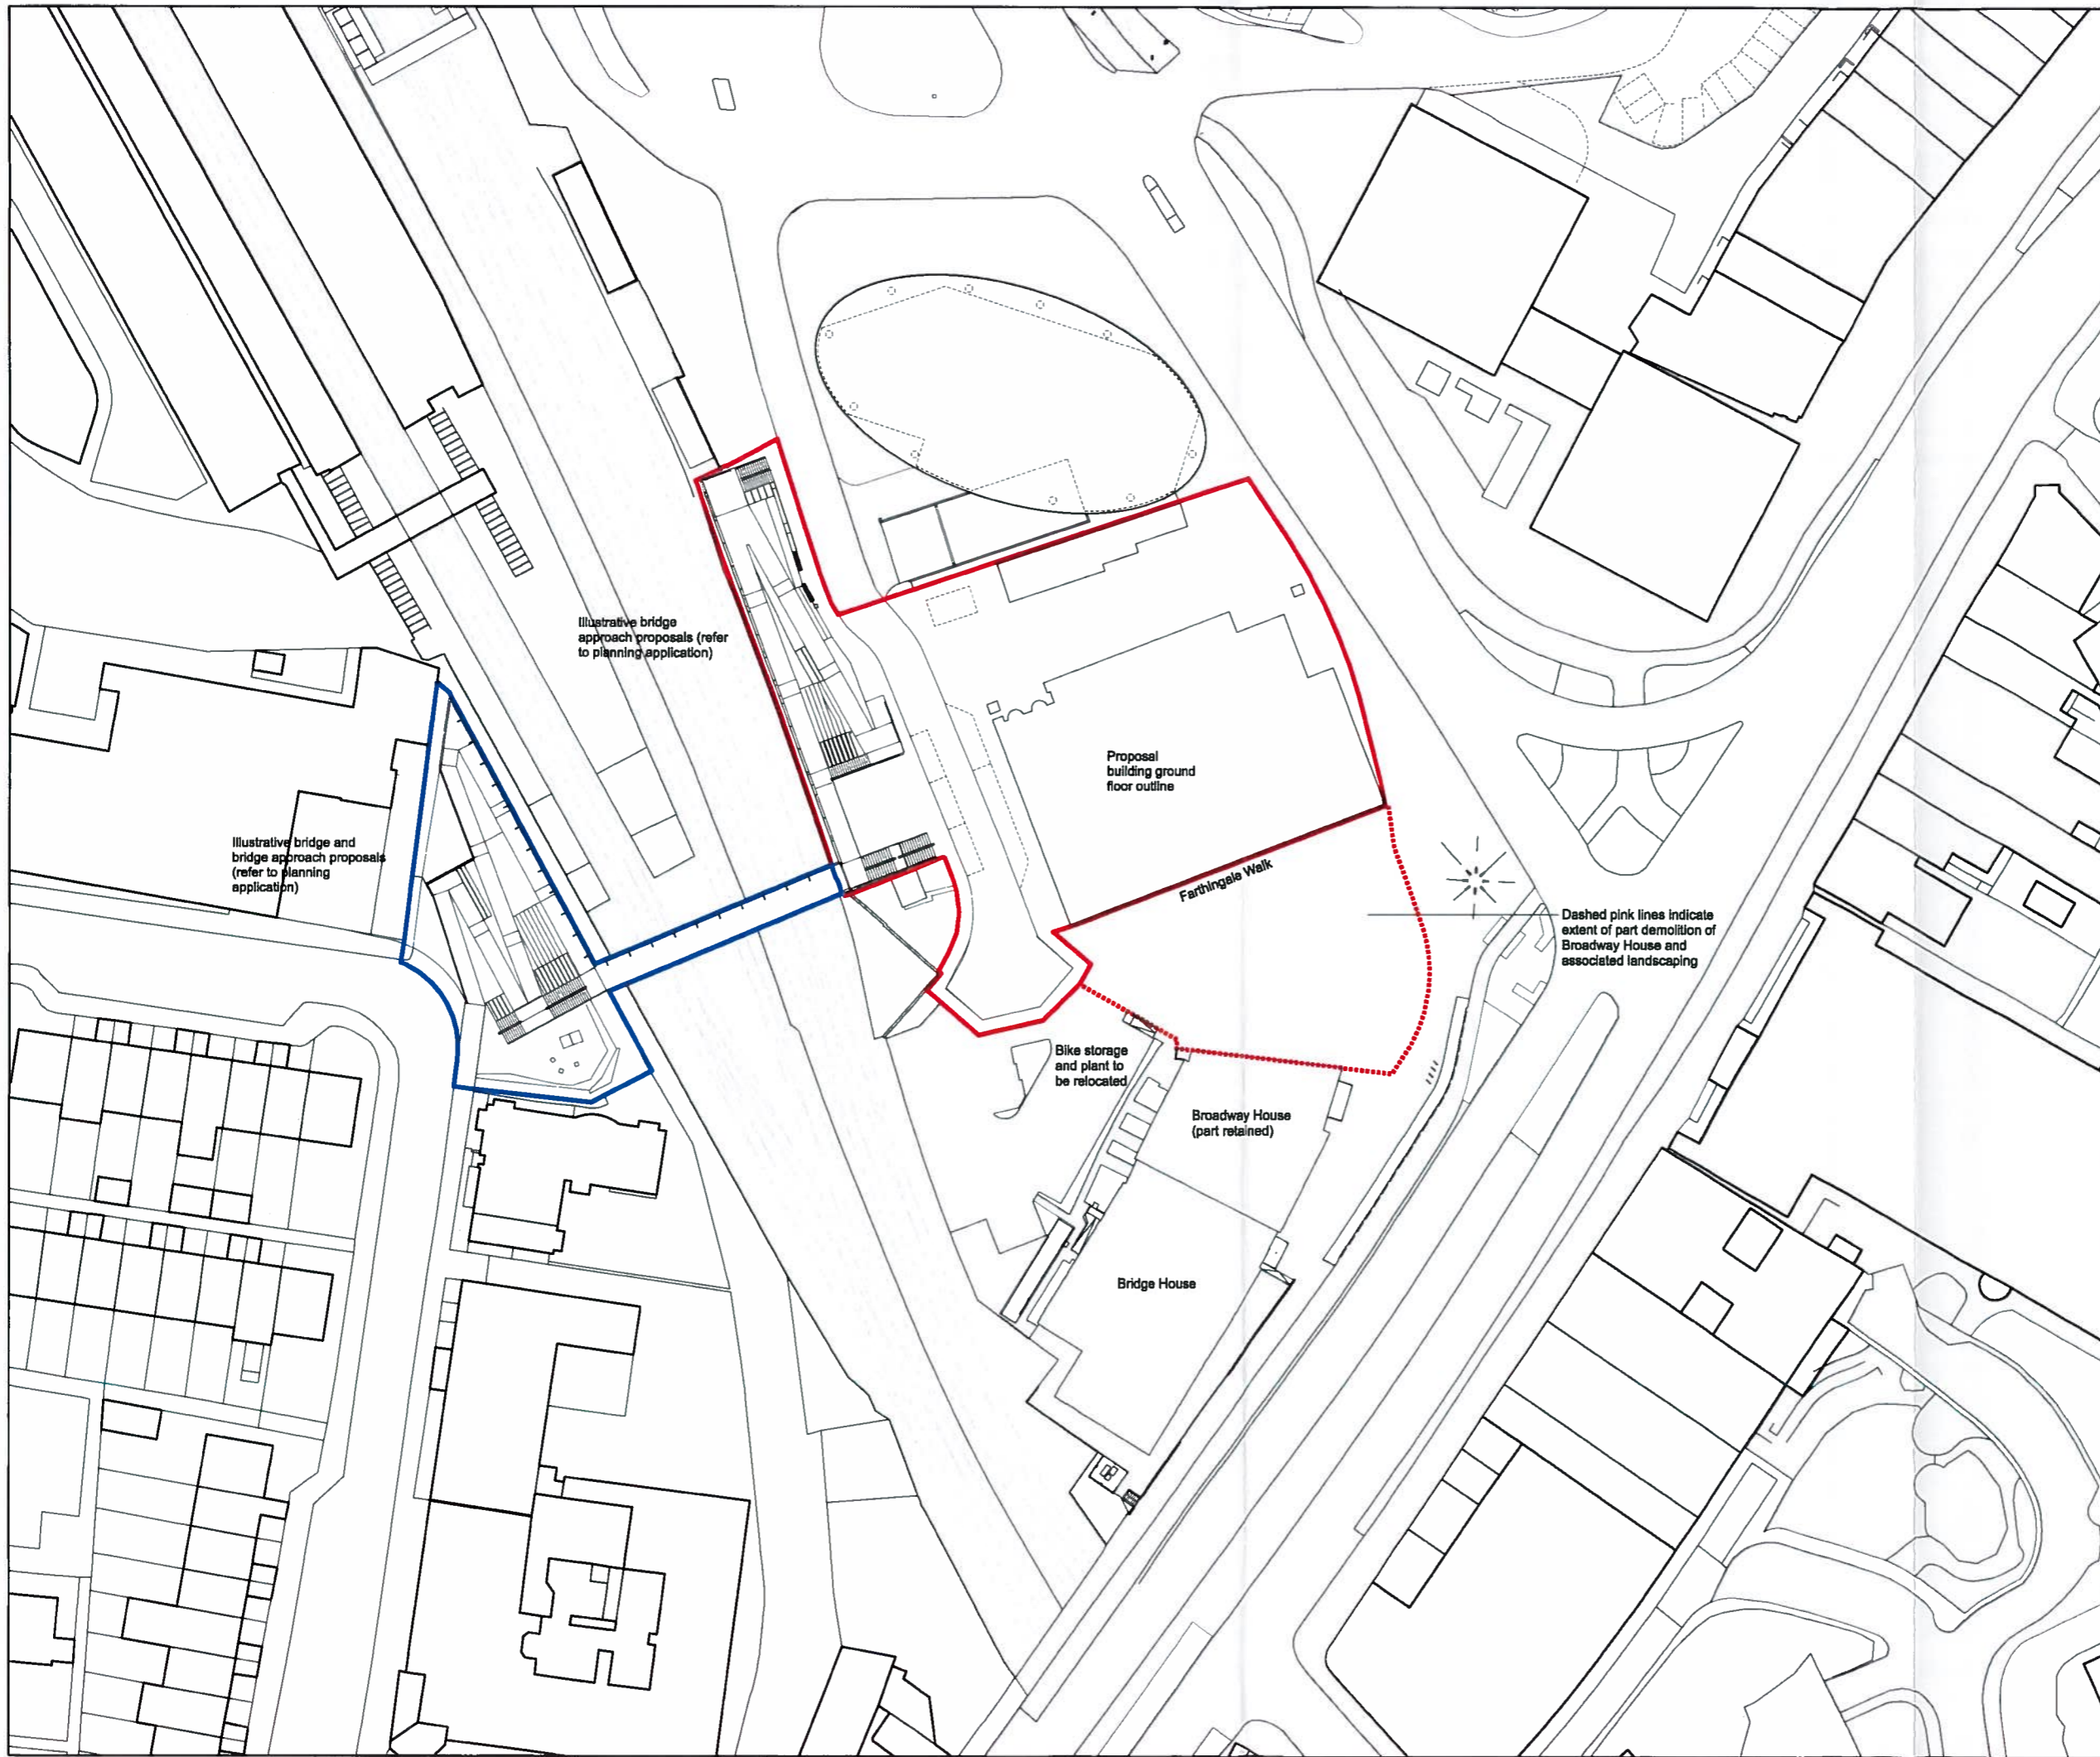 Illustrative bridge
approach proposals (refer
to planning application)
Proposal
building ground
floor outline
Illustrative bridge and
bridge approach proposals
(refer to planning
application)
Farthingale Walk
Dashed pink lines indicate
extent of part demolition of
Broadway House and
associated landscaping
Bike storage
and plant to
be relocated
Broadway House
(part retained)
Bridge House